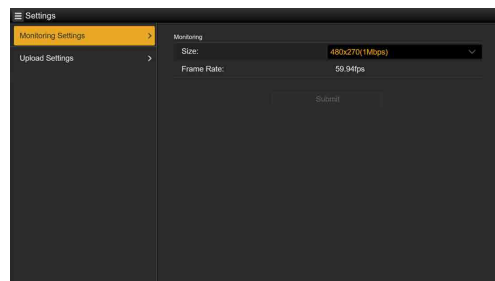 Settings
Monitoring Settings
Upload Settings
Monitoring
Size: 480x270(1Mbps)
Frame Rate: 59.94fps
Submit